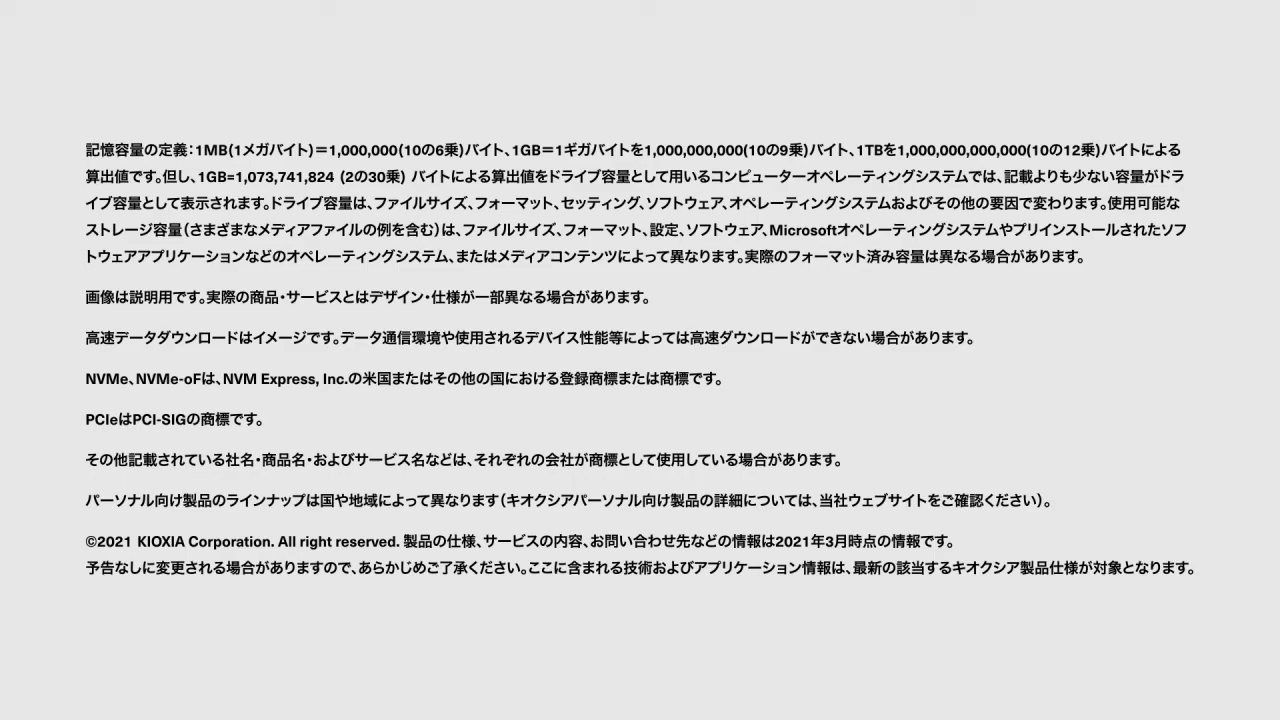 記憶容量の定義：1MB(1メガバイト)＝1,000,000(10の6乗)バイト、1GB＝1ギガバイトを1,000,000,000(10の9乗)バイト、1TBを1,000,000,000,000(10の12乗)バイトによる
算出値です。但し、1GB=1,073,741,824 (2の30乗) バイトによる算出値をドライブ容量として用いるコンピューターオペレーティングシステムでは、記載よりも少ない容量がドラ
イブ容量として表示されます。ドライブ容量は、ファイルサイズ、フォーマット、セッティング、ソフトウェア、オペレーティングシステムおよびその他の要因で変わります。使用可能な
ストレージ容量（さまざまなメディアファイルの例を含む）は、ファイルサイズ、フォーマット、設定、ソフトウェア、Microsoftオペレーティングシステムやプリインストールされたソフ
トウェアアプリケーションなどのオペレーティングシステム、またはメディアコンテンツによって異なります。実際のフォーマット済み容量は異なる場合があります。
画像は説明用です。実際の商品・サービスとはデザイン・仕様が一部異なる場合があります。
高速データダウンロードはイメージです。データ通信環境や使用されるデバイス性能等によっては高速ダウンロードができない場合があります。
NVMe、NVMe-oFは、NVM Express, Inc.の米国またはその他の国における登録商標または商標です。
PCIeはPCI-SIGの商標です。
その他記載されている社名・商品名・およびサービス名などは、それぞれの会社が商標として使用している場合があります。
パーソナル向け製品のラインナップは国や地域によって異なります（キオクシアパーソナル向け製品の詳細については、当社ウェブサイトをご確認ください）。
©2021 KIOXIA Corporation. All right reserved. 製品の仕様、サービスの内容、お問い合わせ先などの情報は2021年3月時点の情報です。
予告なしに変更される場合がありますので、あらかじめご了承ください。ここに含まれる技術およびアプリケーション情報は、最新の該当するキオクシア製品仕様が対象となります。